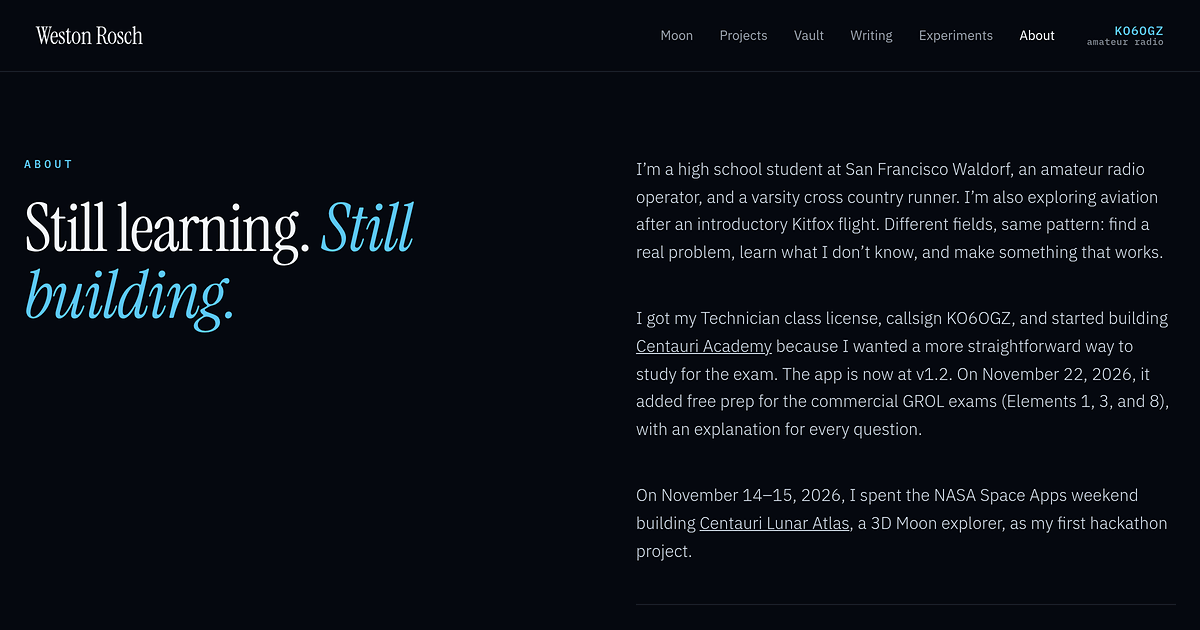 Weston Rosch
Moon
Projects
Vault
Writing
Experiments
About
KO6OGZ
amateur radio
ABOUT
Still learning. Still
building.
I’m a high school student at San Francisco Waldorf, an amateur radio
operator, and a varsity cross country runner. I’m also exploring aviation
after an introductory Kitfox flight. Different fields, same pattern: find a
real problem, learn what I don’t know, and make something that works.
I got my Technician class license, callsign KO6OGZ, and started building
Centauri Academy because I wanted a more straightforward way to
study for the exam. The app is now at v1.2. On November 22, 2026, it
added free prep for the commercial GROL exams (Elements 1, 3, and 8),
with an explanation for every question.
On November 14–15, 2026, I spent the NASA Space Apps weekend
building Centauri Lunar Atlas, a 3D Moon explorer, as my first hackathon
project.